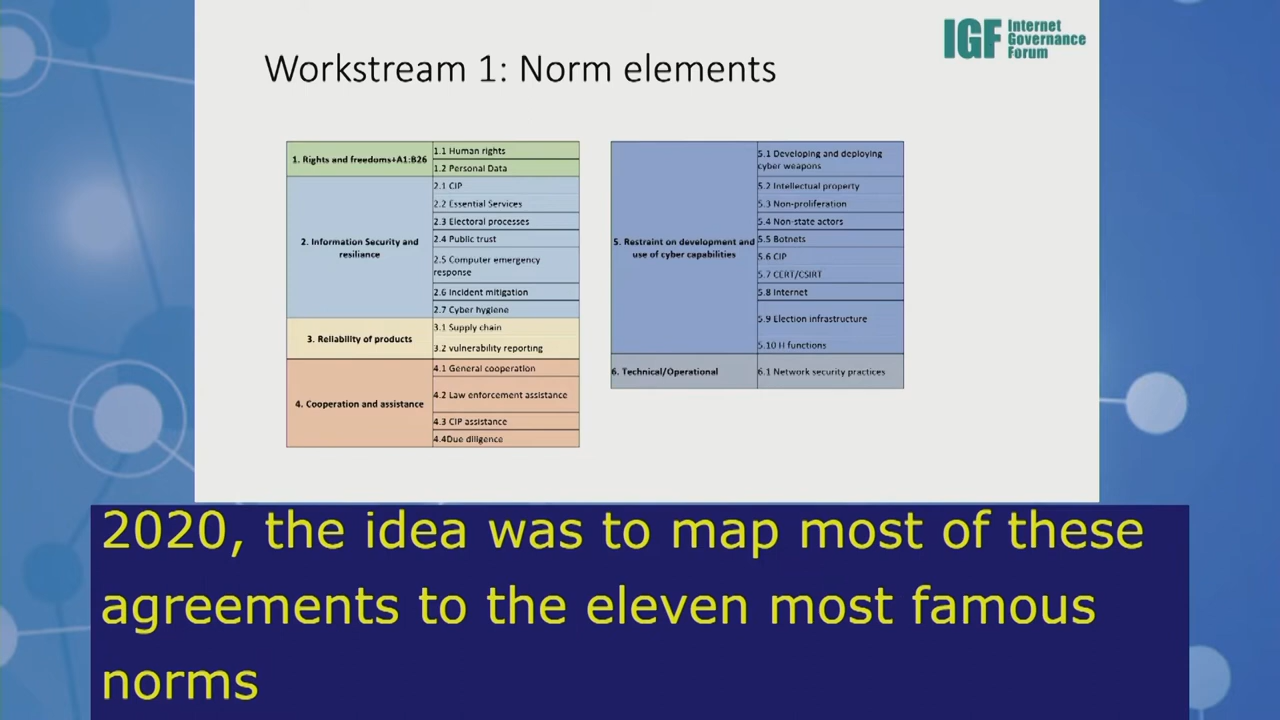 IGF Internet
Governance
Forum
Workstream 1: Norm elements
1. Rights and freedoms+A1:B26
1.1 Human rights
1.2 Personal Data
2. Information Security and
resiliance
2.1 CIP
2.2 Essential Services
2.3 Electoral processes
2.4 Public trust
2.5 Computer emergency
response
2.6 Incident mitigation
2.7 Cyber hygiene
3. Reliability of products
3.1 Supply chain
3.2 vulnerability reporting
4. Cooperation and assistance
4.1 General cooperation
4.2 Law enforcement assistance
4.3 CIP assistance
4.4Due diligence
5. Restraint on development and
use of cyber capabilities
5.1 Developing and deploying
cyber weapons
5.2 Intellectual property
5.3 Non-proliferation
5.4 Non-state actors
5.5 Botnets
5.6 CIP
5.7 CERT/CSIRT
5.8 Internet
5.9 Election infrastructure
5.10 functions
6. Technical/Operational
6.1 Network security practices
2020, the idea was to map most of these
agreements to the eleven most famous
norms